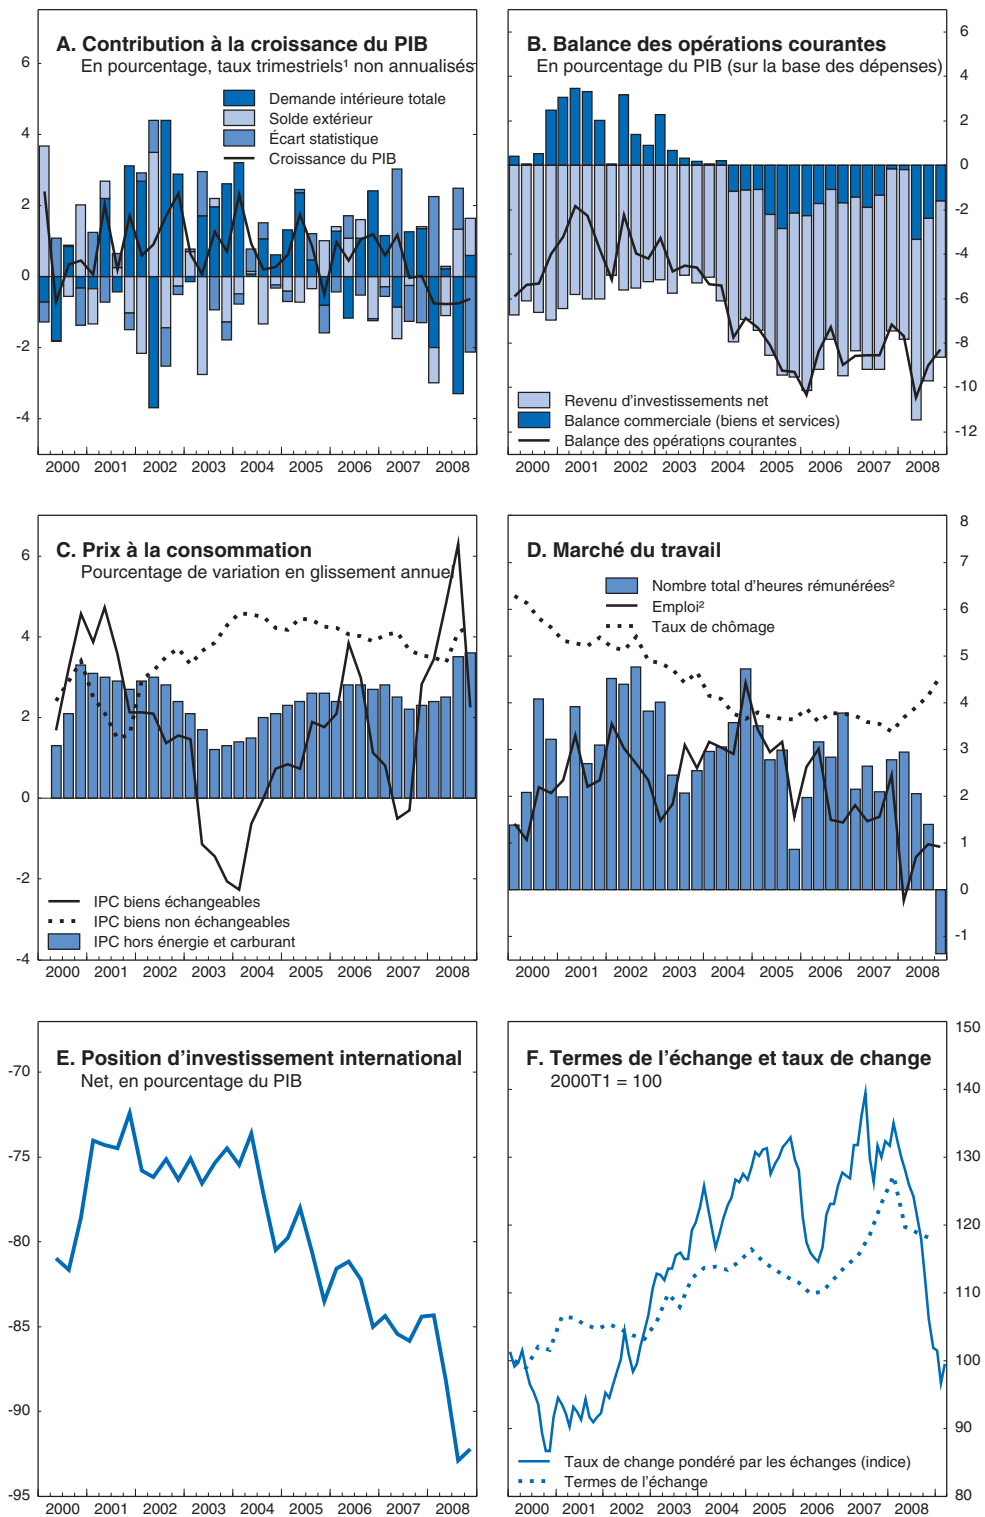 A. Contribution à la croissance du PIB
En pourcentage, taux trimestriels¹ non annualisés
Demande intérieure totale
Solde extérieur
Écart statistique
Croissance du PIB
6
4
2
0
-2
-4
2000 2001 2002 2003 2004 2005 2006 2007 2008
B. Balance des opérations courantes
En pourcentage du PIB (sur la base des dépenses)
6
4
2
0
-2
-4
-6
-8
-10
-12
Revenu d'investissements net
Balance commerciale (biens et services)
Balance des opérations courantes
2000 2001 2002 2003 2004 2005 2006 2007 2008
C. Prix à la consommation
Pourcentage de variation en glissement annuel
6
4
2
0
-2
-4
IPC biens échangeables
IPC biens non échangeables
IPC hors énergie et carburant
2000 2001 2002 2003 2004 2005 2006 2007 2008
D. Marché du travail
Nombre total d'heures rémunérées²
Emploi²
Taux de chômage
8
7
6
5
4
3
2
1
0
-1
2000 2001 2002 2003 2004 2005 2006 2007 2008
E. Position d'investissement international
Net, en pourcentage du PIB
-70
-75
-80
-85
-90
-95
2000 2001 2002 2003 2004 2005 2006 2007 2008
F. Termes de l'échange et taux de change
2000T1 = 100
150
140
130
120
110
100
90
80
Taux de change pondéré par les échanges (indice)
Termes de l'échange
2000 2001 2002 2003 2004 2005 2006 2007 2008